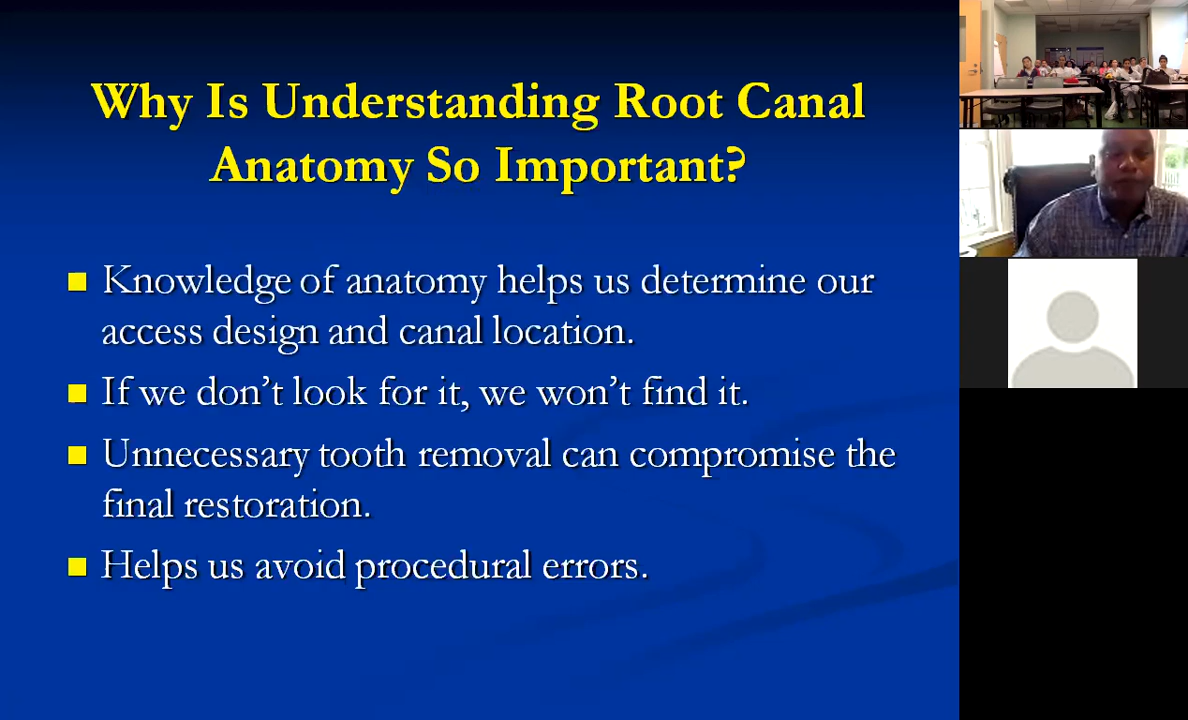 Why Is Understanding Root Canal
Anatomy So Important?
Knowledge of anatomy helps us determine our
access design and canal location.
If we don’t look for it, we won’t find it.
Unnecessary tooth removal can compromise the
final restoration.
Helps us avoid procedural errors.